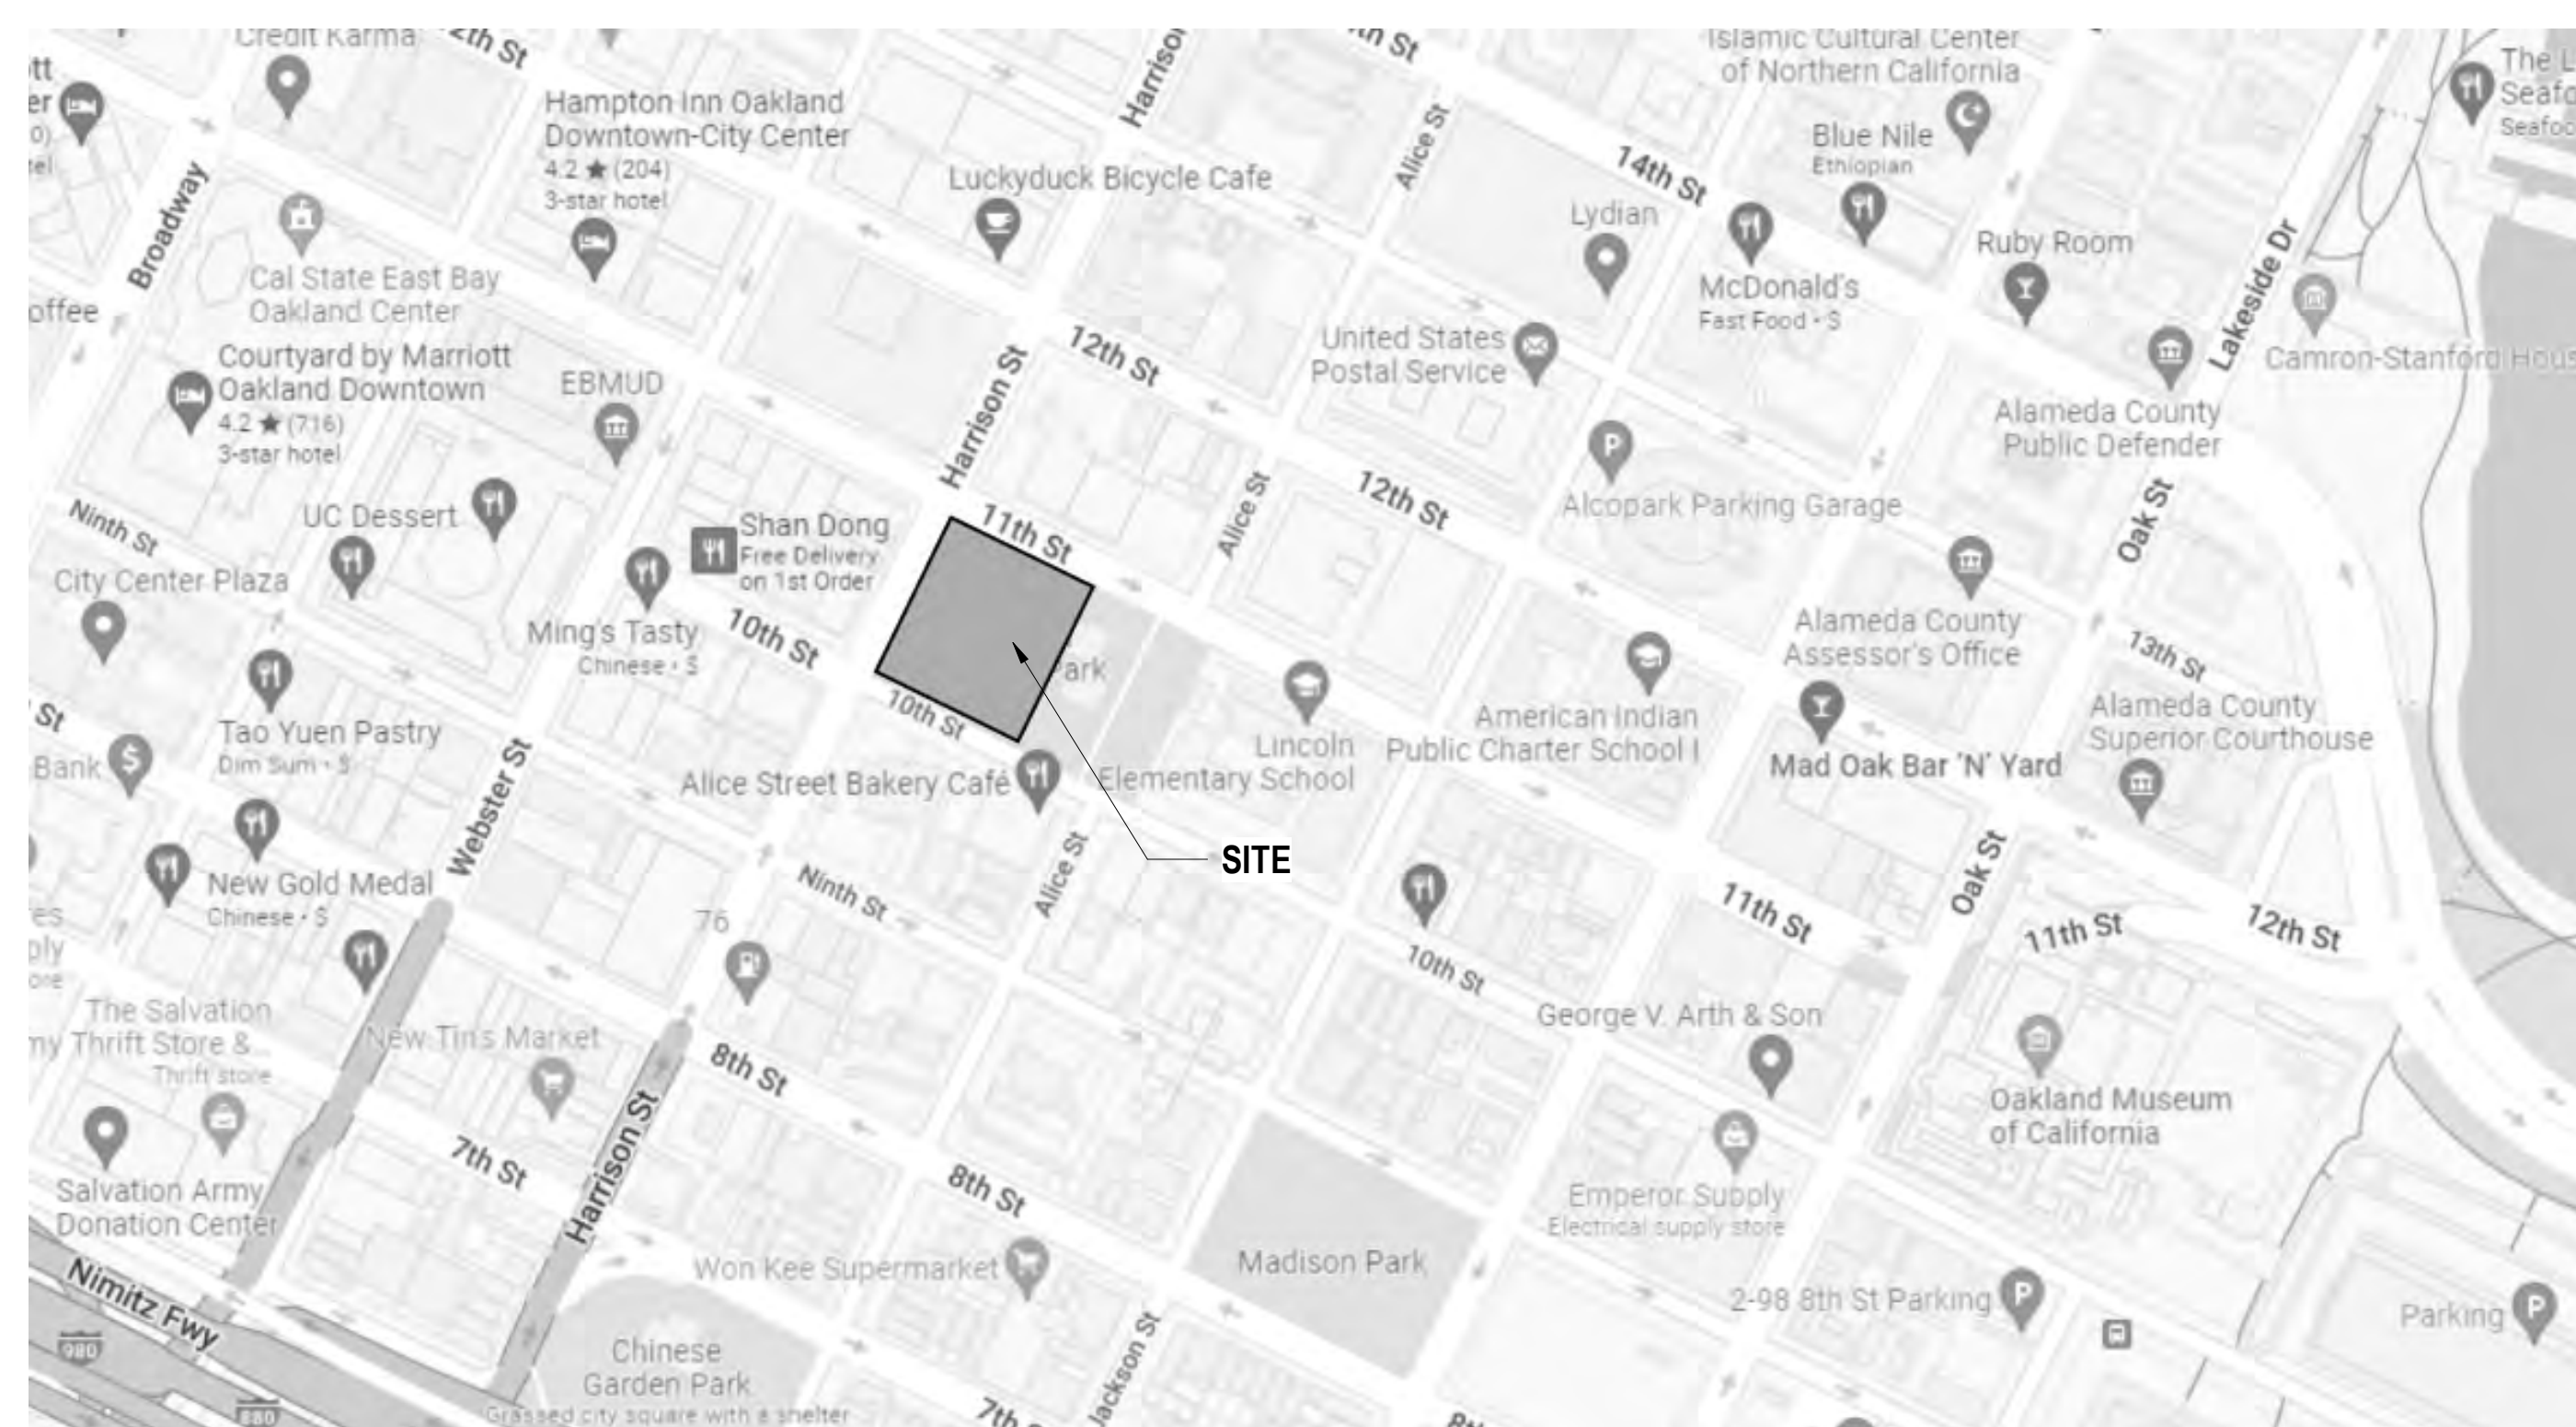 Credit Karma
Hampton Inn Oakland
Downtown-City Center
4.2 ★ (204)
3-star hotel
Luckyduck Bicycle Cafe
Harrison St
Alice St
14th St
Islamic Cultural Center
of Northern California
Blue Nile
Ethiopian
Lydian
McDonald's
Fast Food · $
Ruby Room
Lakeside Dr
Broadway
Cal State East Bay
Oakland Center
Courtyard by Marriott
Oakland Downtown
4.2 ★ (716)
3-star hotel
EBMUD
12th St
United States
Postal Service
Alameda County
Public Defender
Ninth St
UC Dessert
City Center Plaza
Shan Dong
Free Delivery
on 1st Order
11th St
Alice St
12th St
Alcopark Parking Garage
Oak St
Ming's Tasty
Chinese · $
10th St
10th St
Alameda County
Assessor's Office
13th St
Tao Yuen Pastry
Dim Sum · $
Bank
St
Webster St
Alice Street Bakery Café
Lincoln
Elementary School
American Indian
Public Charter School I
Mad Oak Bar 'N' Yard
Alameda County
Superior Courthouse
SITE
New Gold Medal
Chinese · $
76
Ninth St
Alice St
11th St
Oak St
11th St
12th St
10th St
The Salvation
my Thrift Store &...
Thrift store
New Tin's Market
8th St
George V. Arth & Son
Oakland Museum
of California
Salvation Army
Donation Center
7th St
Harrison St
8th St
Emperor Supply
Electrical supply store
Nimitz Fwy
Won Kee Supermarket
Madison Park
2-98 8th St Parking
Parking
980
880
Chinese
Garden Park
Grassed city square with a shelter
Jackson St